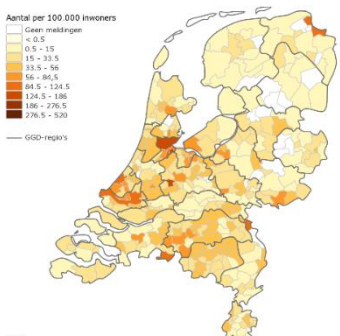 Aantal per 100.000 inwoners
Geen meldingen
< 0.5
0.5 - 15
15 - 33.5
33.5 - 56
56 - 84,5
84.5 - 124.5
124.5 - 186
186 - 276.5
276.5 - 520
GGD-regio's